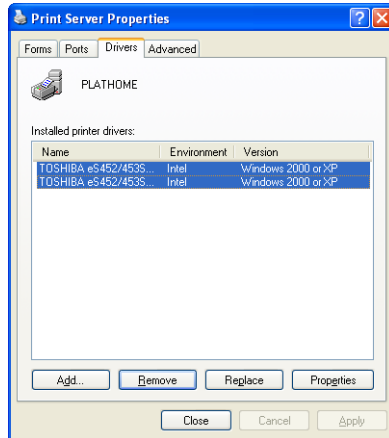 Print Server Properties
Forms Ports Drivers Advanced
PLATHOME
Installed printer drivers:
Name Environment Version
TOSHIBA eS452/453S... Intel Windows 2000 or XP
TOSHIBA eS452/453S... Intel Windows 2000 or XP
Add... Remove Replace Properties
Close Cancel Apply